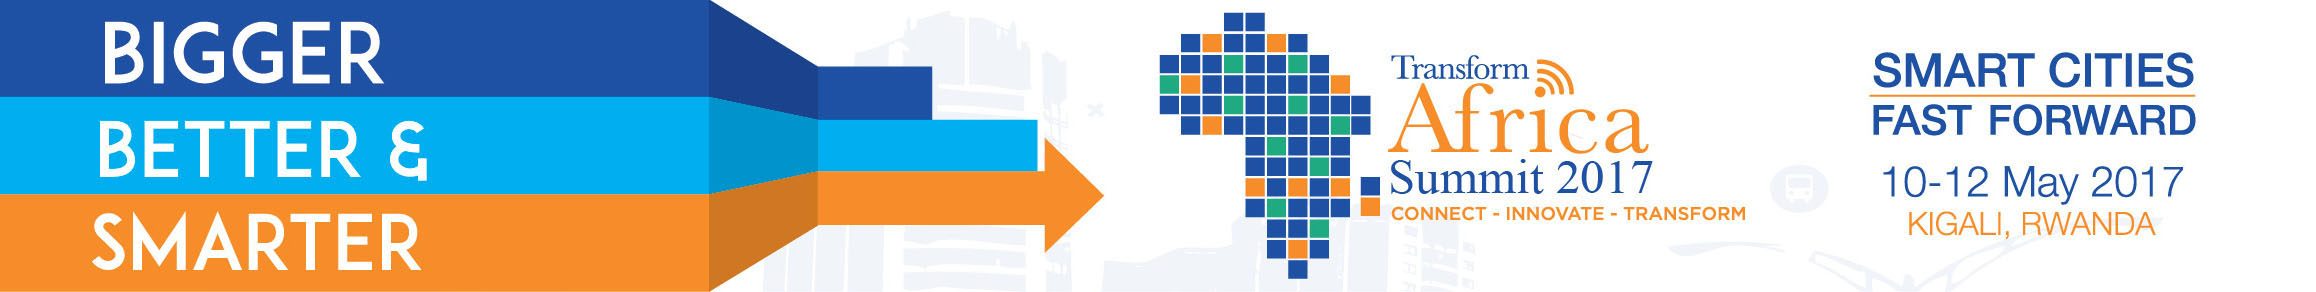 BIGGER
BETTER &
SMARTER
Transform
Africa
Summit 2017
CONNECT - INNOVATE - TRANSFORM
SMART CITIES
FAST FORWARD
10-12 May 2017
KIGALI, RWANDA